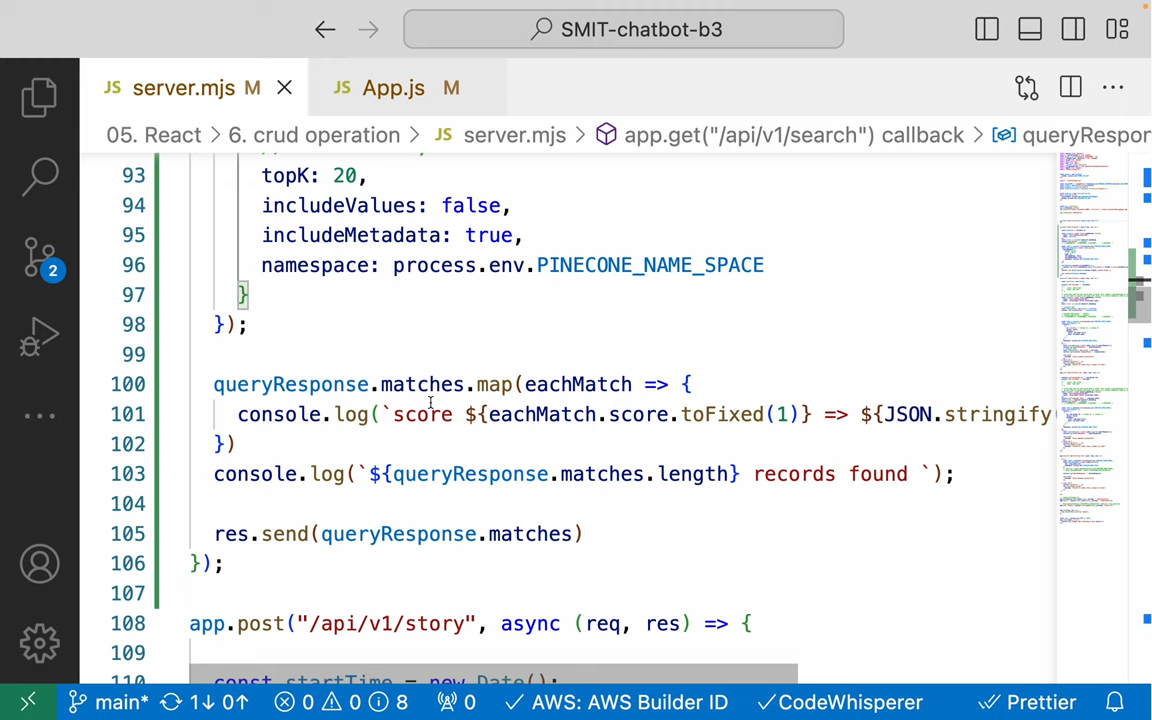 SMIT-chatbot-b3
JS server.mjs M
JS App.js M
05. React > 6. crud operation > JS server.mjs > app.get("/api/v1/search") callback > queryRespor
93 topK: 20,
94 includeValues: false,
95 includeMetadata: true,
96 namespace: process.env.PINECONE_NAME_SPACE
97 }
98 });
99
100 queryResponse.matches.map(eachMatch => {
101 console.log(`score ${eachMatch.score.toFixed(1)} => ${JSON.stringify
102 })
103 console.log(`${queryResponse.matches.length} records found `);
104
105 res.send(queryResponse.matches)
106 });
107
108 app.post("/api/v1/story", async (req, res) => {
109
110 const startTime = new Date();
2
main* 1↓ 0↑ 0 0 8 0 AWS: AWS Builder ID CodeWhisperer Prettier